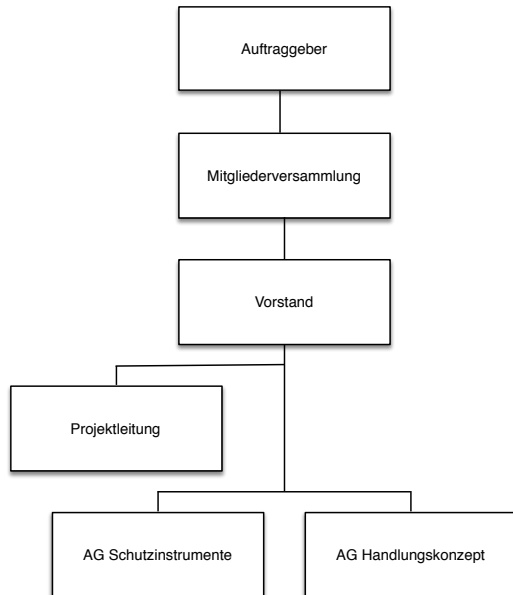 Auftraggeber
Mitgliederversammlung
Vorstand
Projektleitung
AG Schutzinstrumente
AG Handlungskonzept